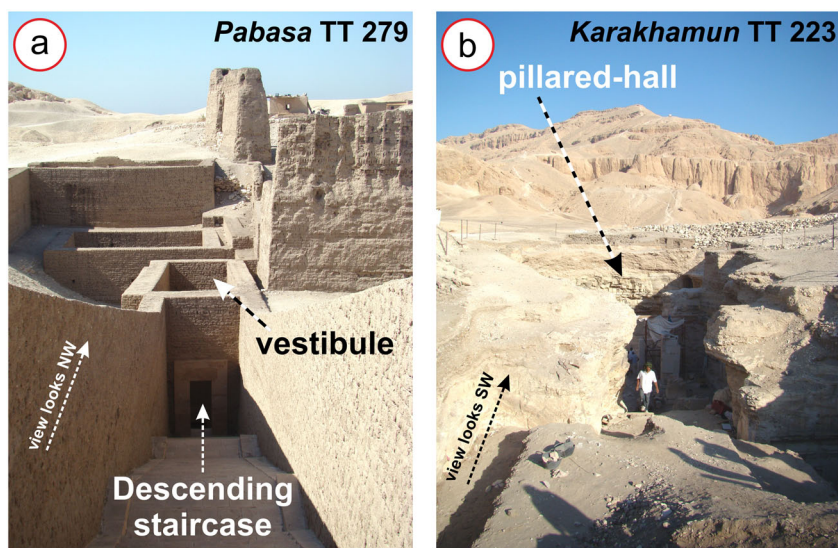 a
Pabasa TT 279
vestibule
view looks NW
Descending
staircase
b
Karakhamun TT 223
pillared-hall
view looks SW